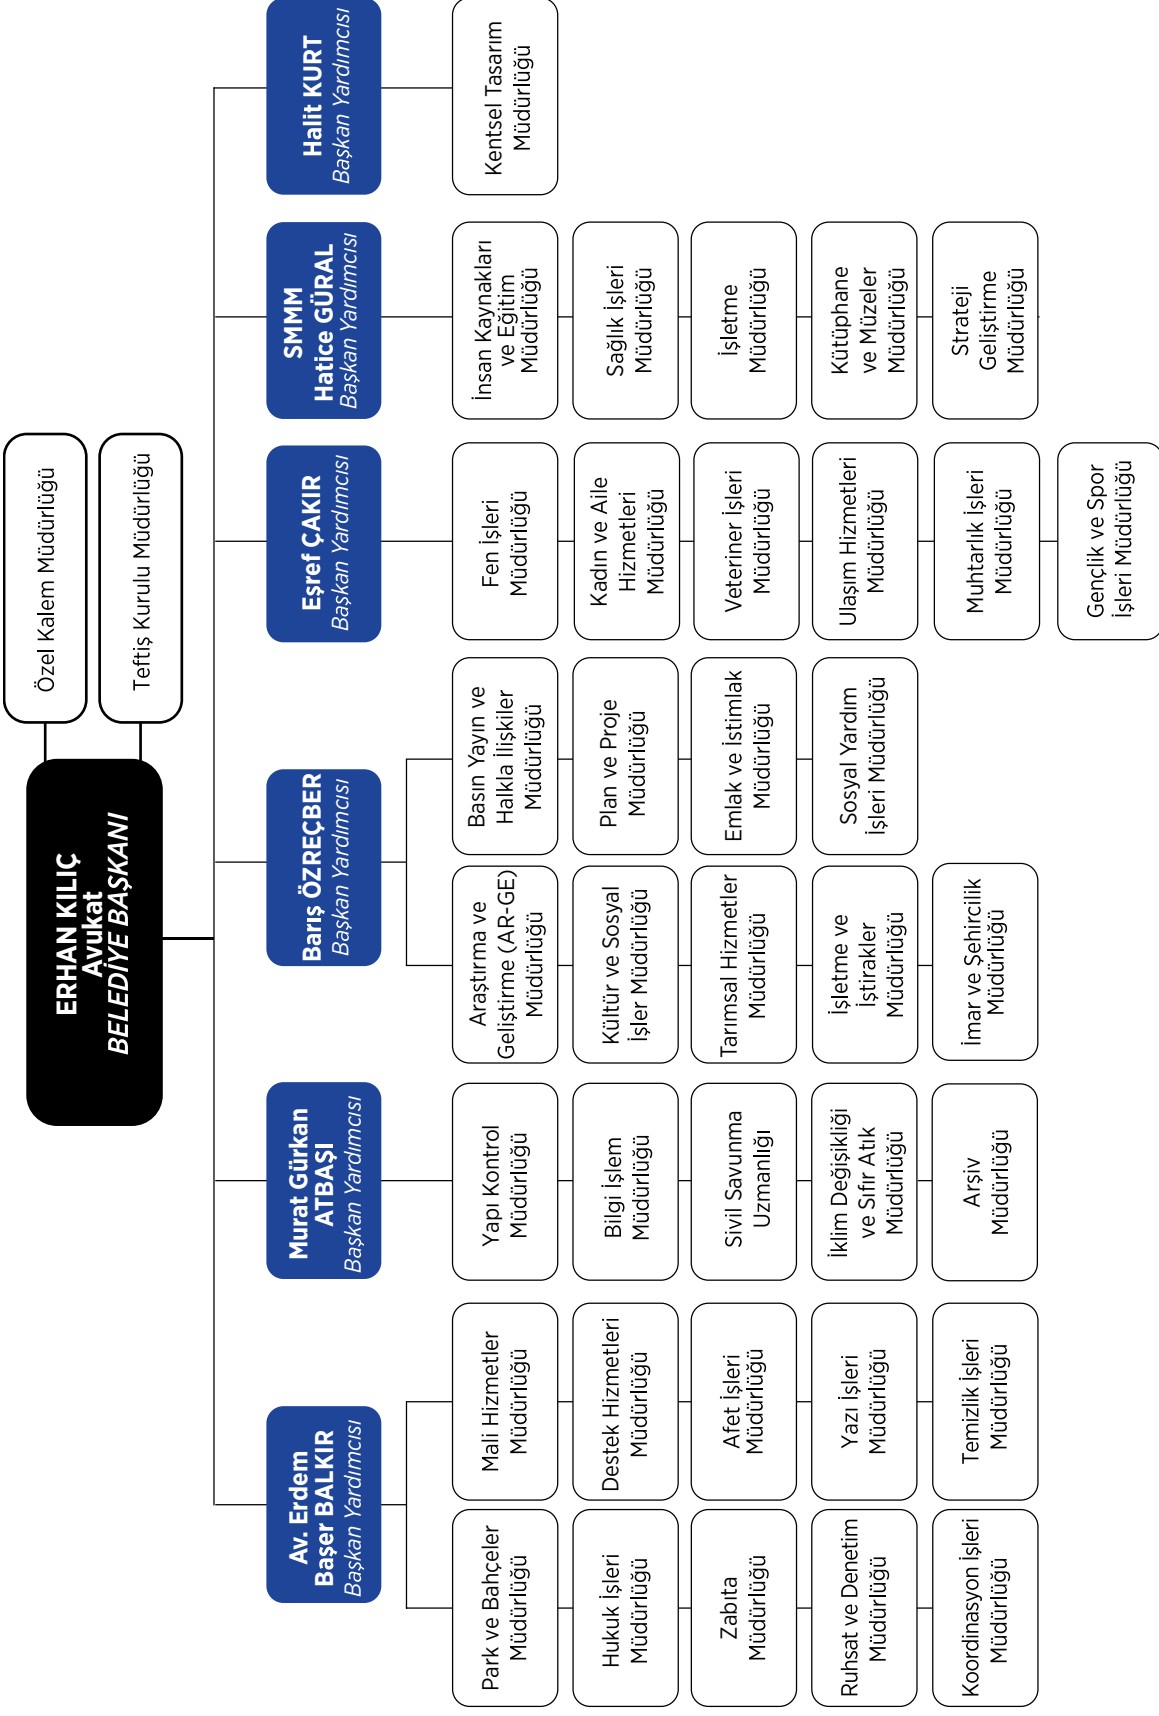 ERHAN KILIÇ
Avukat
BELEDİYE BAŞKANI
Özel Kalem Müdürlüğü
Teftiş Kurulu Müdürlüğü
Av. Erdem
Başer BALKIR
Başkan Yardımcısı
Park ve Bahçeler
Müdürlüğü
Hukuk İşleri
Müdürlüğü
Zabıta
Müdürlüğü
Ruhsat ve Denetim
Müdürlüğü
Koordinasyon İşleri
Müdürlüğü
Mali Hizmetler
Müdürlüğü
Destek Hizmetleri
Müdürlüğü
Afet İşleri
Müdürlüğü
Yazı İşleri
Müdürlüğü
Temizlik İşleri
Müdürlüğü
Murat Gürkan
ATBAŞI
Başkan Yardımcısı
Yapı Kontrol
Müdürlüğü
Bilgi İşlem
Müdürlüğü
Sivil Savunma
Uzmanlığı
İklim Değişikliği
ve Sıfır Atık
Müdürlüğü
Arşiv
Müdürlüğü
Barış ÖZREÇBER
Başkan Yardımcısı
Araştırma ve
Geliştirme (AR-GE)
Müdürlüğü
Kültür ve Sosyal
İşler Müdürlüğü
Tarımsal Hizmetler
Müdürlüğü
İşletme ve
İştirakler
Müdürlüğü
İmar ve Şehircilik
Müdürlüğü
Basın Yayın ve
Halkla İlişkiler
Müdürlüğü
Plan ve Proje
Müdürlüğü
Emlak ve İstimlak
Müdürlüğü
Sosyal Yardım
İşleri Müdürlüğü
Eşref ÇAKIR
Başkan Yardımcısı
Fen İşleri
Müdürlüğü
Kadın ve Aile
Hizmetleri
Müdürlüğü
Veteriner İşleri
Müdürlüğü
Ulaşım Hizmetleri
Müdürlüğü
Muhtarlık İşleri
Müdürlüğü
Gençlik ve Spor
İşleri Müdürlüğü
SMMM
Hatice GÜRAL
Başkan Yardımcısı
İnsan Kaynakları
ve Eğitim
Müdürlüğü
Sağlık İşleri
Müdürlüğü
İşletme
Müdürlüğü
Kütüphane
ve Müzeler
Müdürlüğü
Strateji
Geliştirme
Müdürlüğü
Halit KURT
Başkan Yardımcısı
Kentsel Tasarım
Müdürlüğü